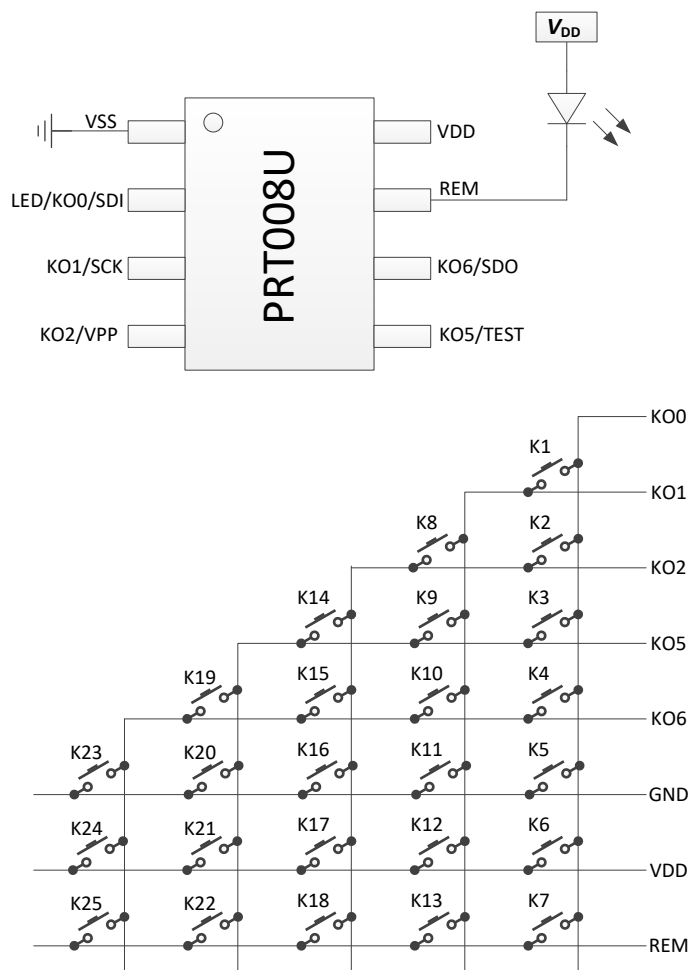 VDD
VSS
VDD
LED/KO0/SDI
REM
PRT008U
KO1/SCK
KO6/SDO
KO2/VPP
KO5/TEST
KO0
K1
KO1
K8 K2
KO2
K14 K9 K3
KO5
K19 K15 K10 K4
KO6
K23 K20 K16 K11 K5
GND
K24 K21 K17 K12 K6
VDD
K25 K22 K18 K13 K7
REM